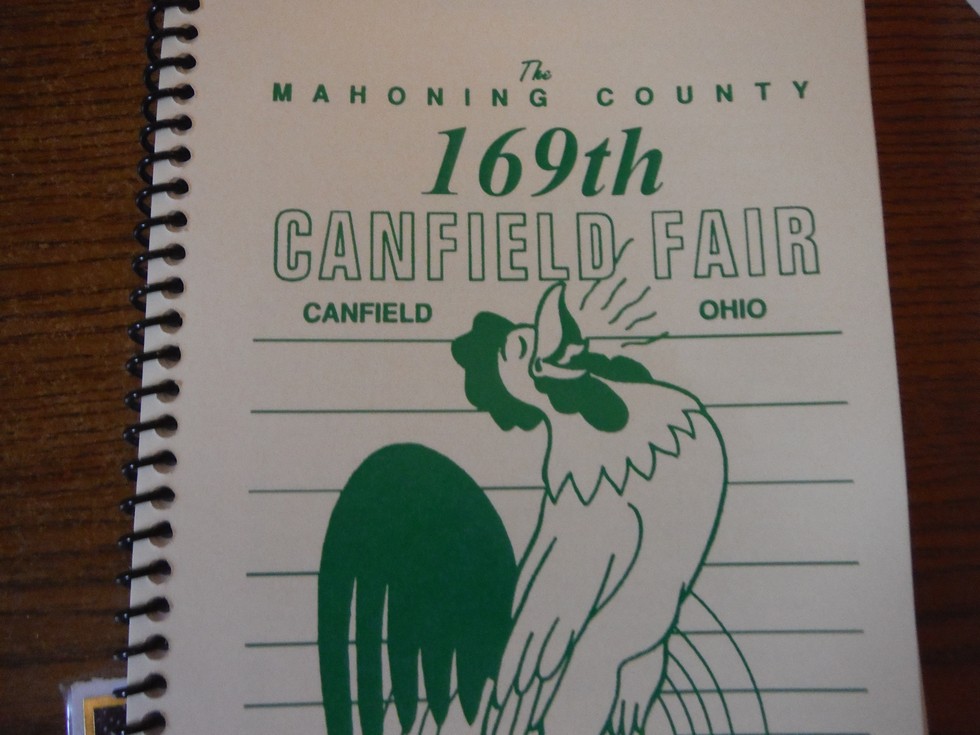 The
MAHONING COUNTY
169th
CANFIELD FAIR
CANFIELD OHIO